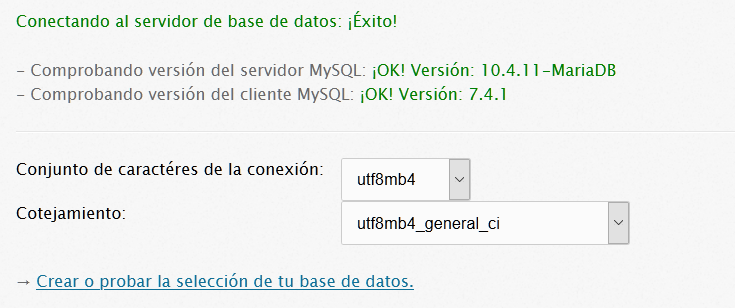 Conectando al servidor de base de datos: ¡Éxito!
- Comprobando versión del servidor MySQL: ¡OK! Versión: 10.4.11-MariaDB
- Comprobando versión del cliente MySQL: ¡OK! Versión: 7.4.1
Conjunto de caractéres de la conexión: utf8mb4
Cotejamiento: utf8mb4_general_ci
→ Crear o probar la selección de tu base de datos.